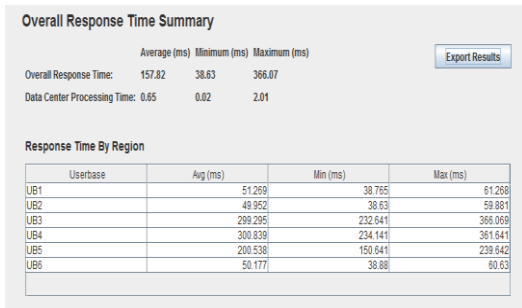 Overall Response Time Summary
Average (ms) Minimum (ms) Maximum (ms)
Export Results
Overall Response Time: 157.82 38.63 366.07
Data Center Processing Time: 0.65 0.02 2.01
Response Time By Region
Userbase Avg (ms) Min (ms) Max (ms)
UB1 51.269 38.765 61.268
UB2 49.952 38.63 59.881
UB3 299.295 232.641 366.069
UB4 300.839 234.141 361.641
UB5 200.538 150.641 239.642
UB6 50.177 38.88 60.63